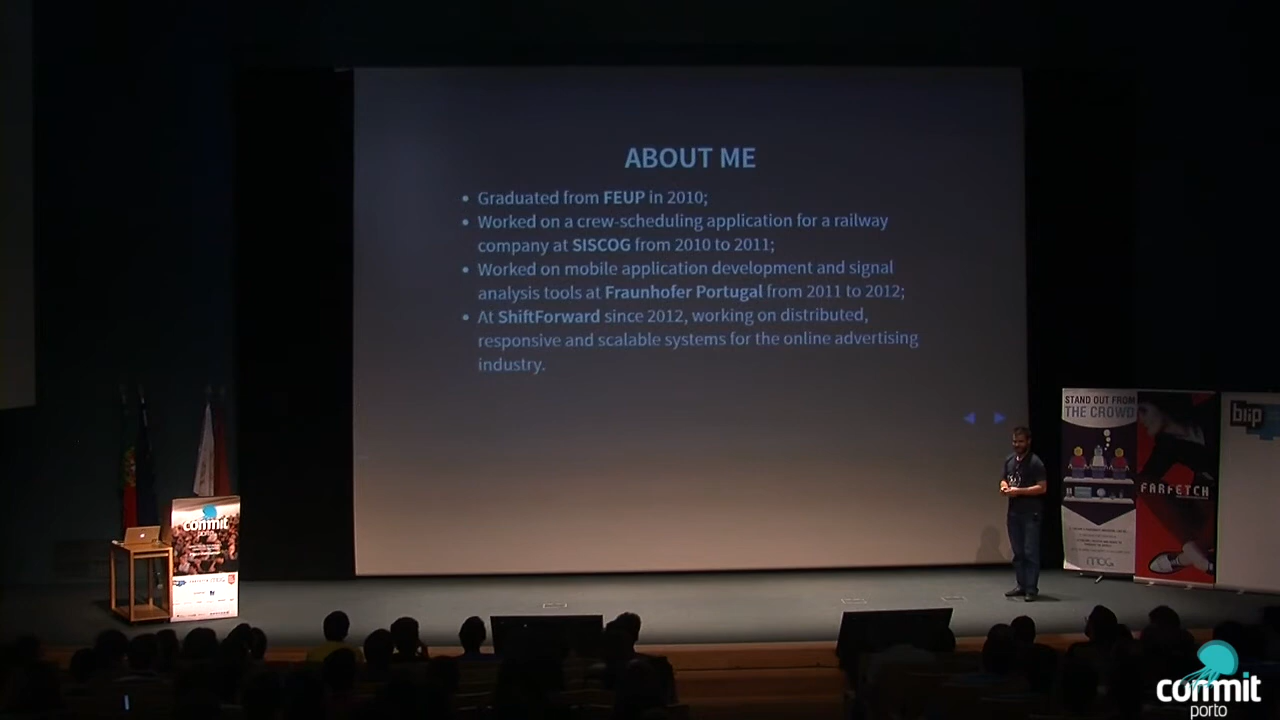 ABOUT ME
• Graduated from FEUP in 2010;
• Worked on a crew-scheduling application for a railway
company at SISCOG from 2010 to 2011;
• Worked on mobile application development and signal
analysis tools at Fraunhofer Portugal from 2011 to 2012;
• At ShiftForward since 2012, working on distributed,
responsive and scalable systems for the online advertising
industry.
STAND OUT FROM
THE CROWD
MOG
FARFETCH
blip
commit
porto
commit
porto